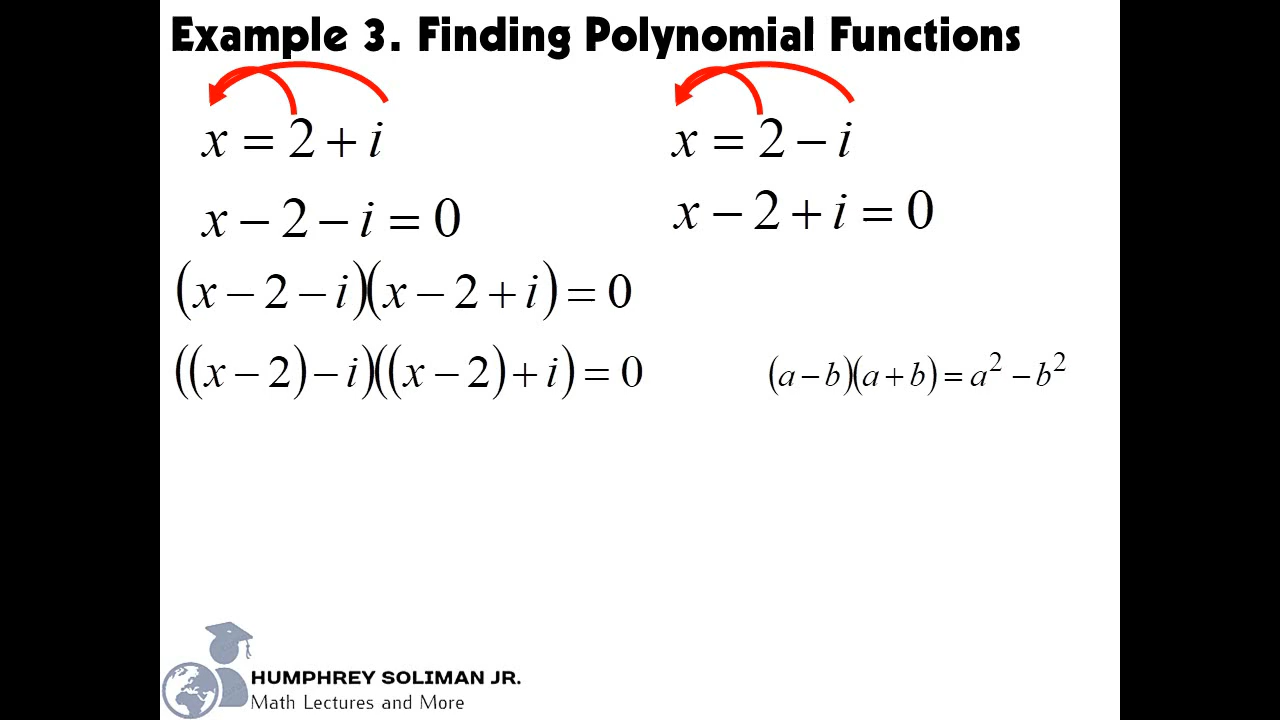 Example 3. Finding Polynomial Functions
x = 2 + i
x = 2 − i
x − 2 − i = 0
x − 2 + i = 0
(x − 2 − i)(x − 2 + i) = 0
((x − 2) − i)((x − 2) + i) = 0
(a − b)(a + b) = a² − b²
HUMPHREY SOLIMAN JR.
Math Lectures and More